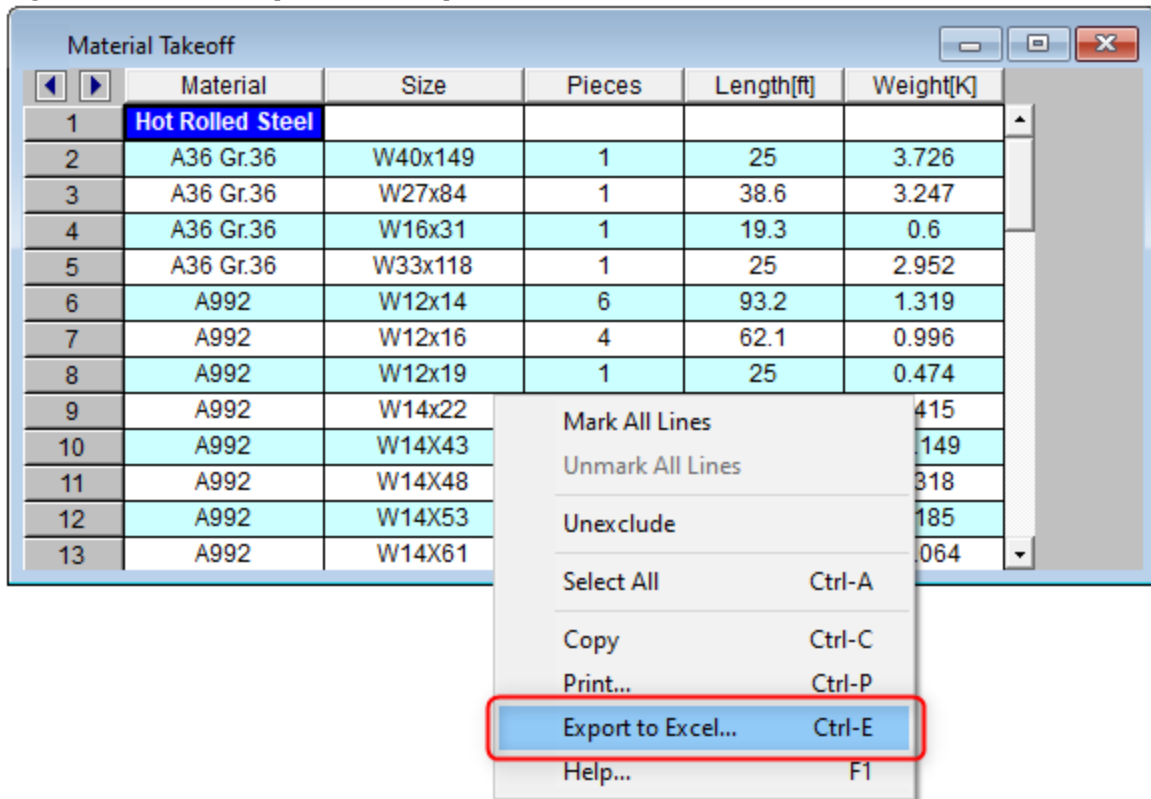 Material Takeoff
Material Size Pieces Length[ft] Weight[K]
1 Hot Rolled Steel
2 A36 Gr.36 W40x149 1 25 3.726
3 A36 Gr.36 W27x84 1 38.6 3.247
4 A36 Gr.36 W16x31 1 19.3 0.6
5 A36 Gr.36 W33x118 1 25 2.952
6 A992 W12x14 6 93.2 1.319
7 A992 W12x16 4 62.1 0.996
8 A992 W12x19 1 25 0.474
9 A992 W14x22 415
10 A992 W14X43 .149
11 A992 W14X48 318
12 A992 W14X53 185
13 A992 W14X61 .064
Mark All Lines
Unmark All Lines
Unexclude
Select All Ctrl-A
Copy Ctrl-C
Print... Ctrl-P
Export to Excel... Ctrl-E
Help... F1